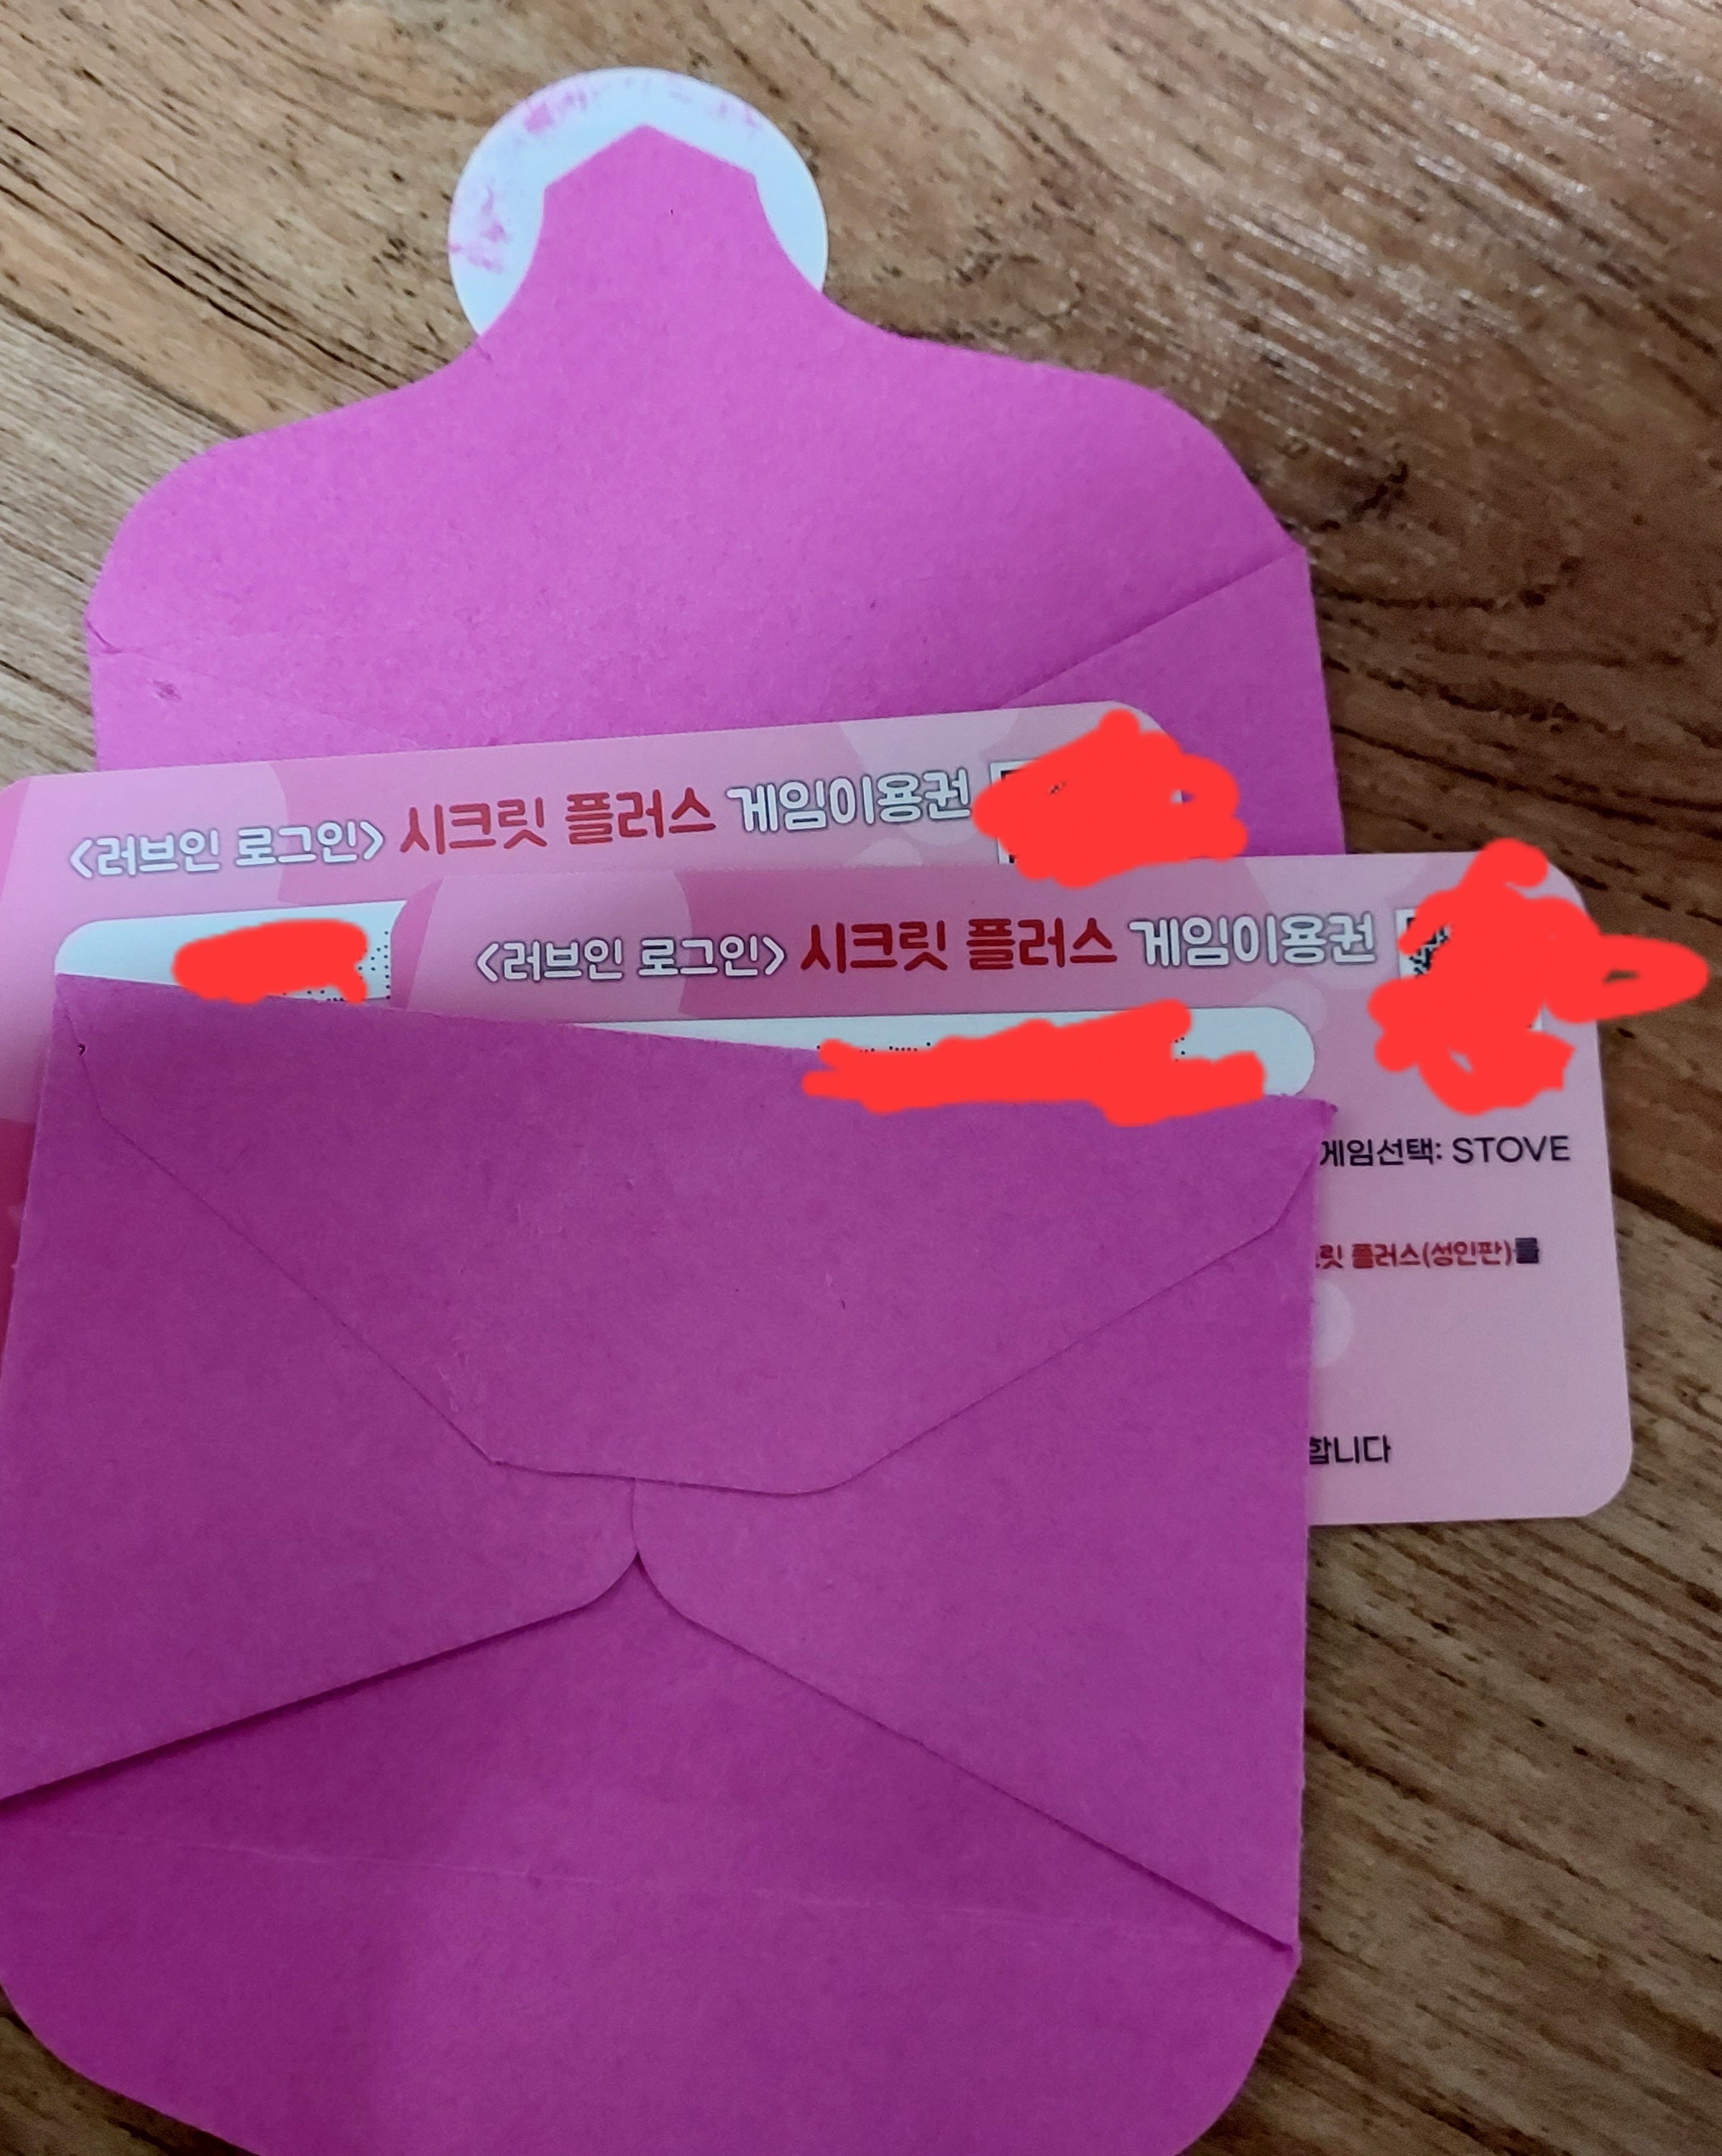 <러브인 로그인> 시크릿 플러스 게임이용권
<러브인 로그인> 시크릿 플러스 게임이용권
게임선택: STOVE
릿 플러스(성인판)를
합니다